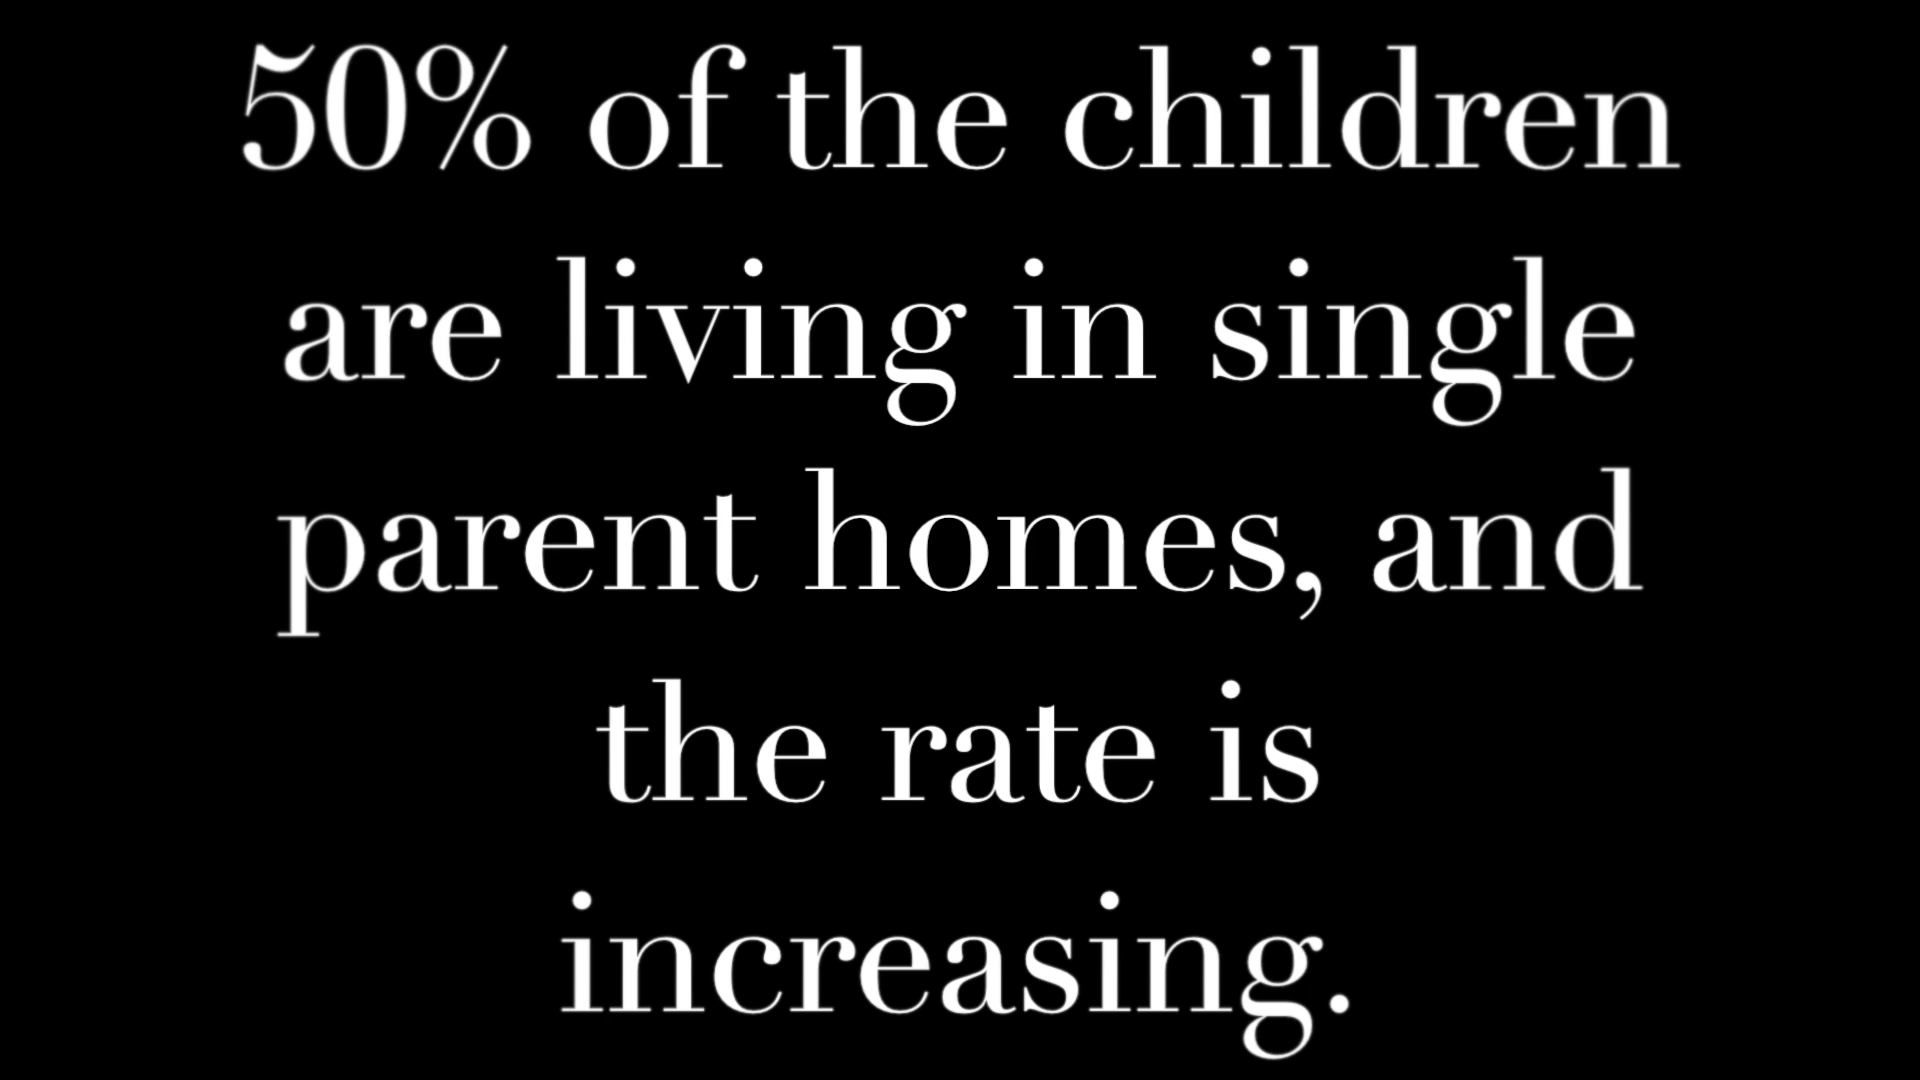 50% of the children
are living in single
parent homes, and
the rate is
increasing.